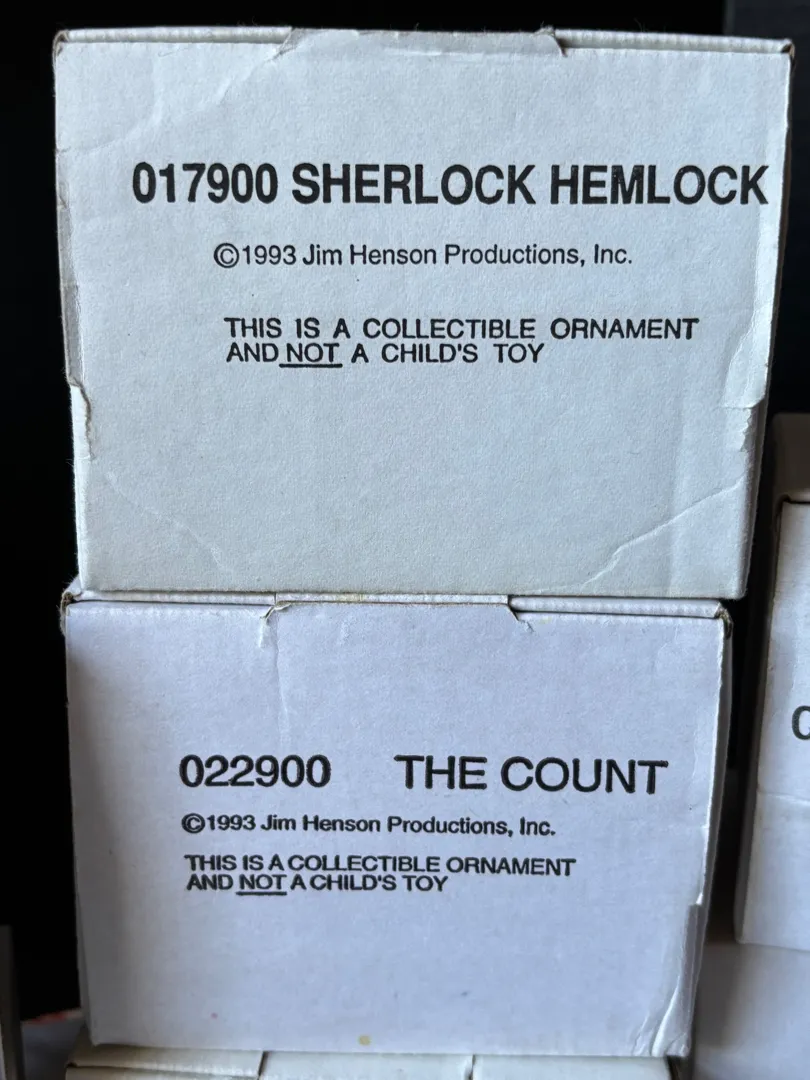 017900 SHERLOCK HEMLOCK
©1993 Jim Henson Productions, Inc.
THIS IS A COLLECTIBLE ORNAMENT
AND NOT A CHILD'S TOY
022900 THE COUNT
©1993 Jim Henson Productions, Inc.
THIS IS A COLLECTIBLE ORNAMENT
AND NOT A CHILD'S TOY